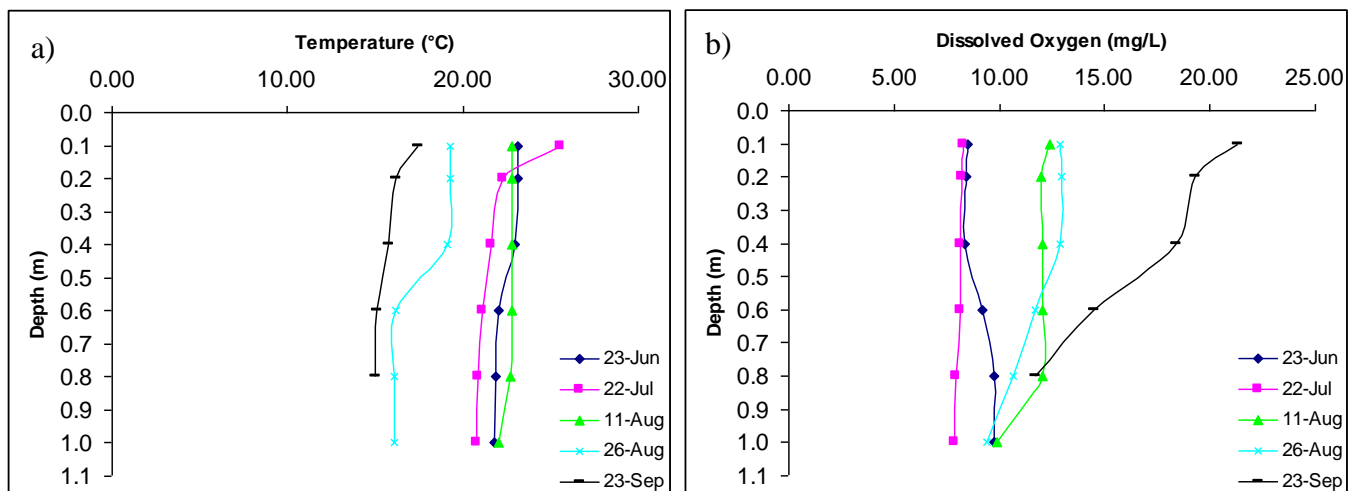 a)
Temperature (°C)
0.00 10.00 20.00 30.00
0.0
0.1
0.2
0.3
0.4
0.5
0.6
0.7
0.8
0.9
1.0
1.1
Depth (m)
23-Jun
22-Jul
11-Aug
26-Aug
23-Sep
b)
Dissolved Oxygen (mg/L)
0.00 5.00 10.00 15.00 20.00 25.00
0.0
0.1
0.2
0.3
0.4
0.5
0.6
0.7
0.8
0.9
1.0
1.1
Depth (m)
23-Jun
22-Jul
11-Aug
26-Aug
23-Sep